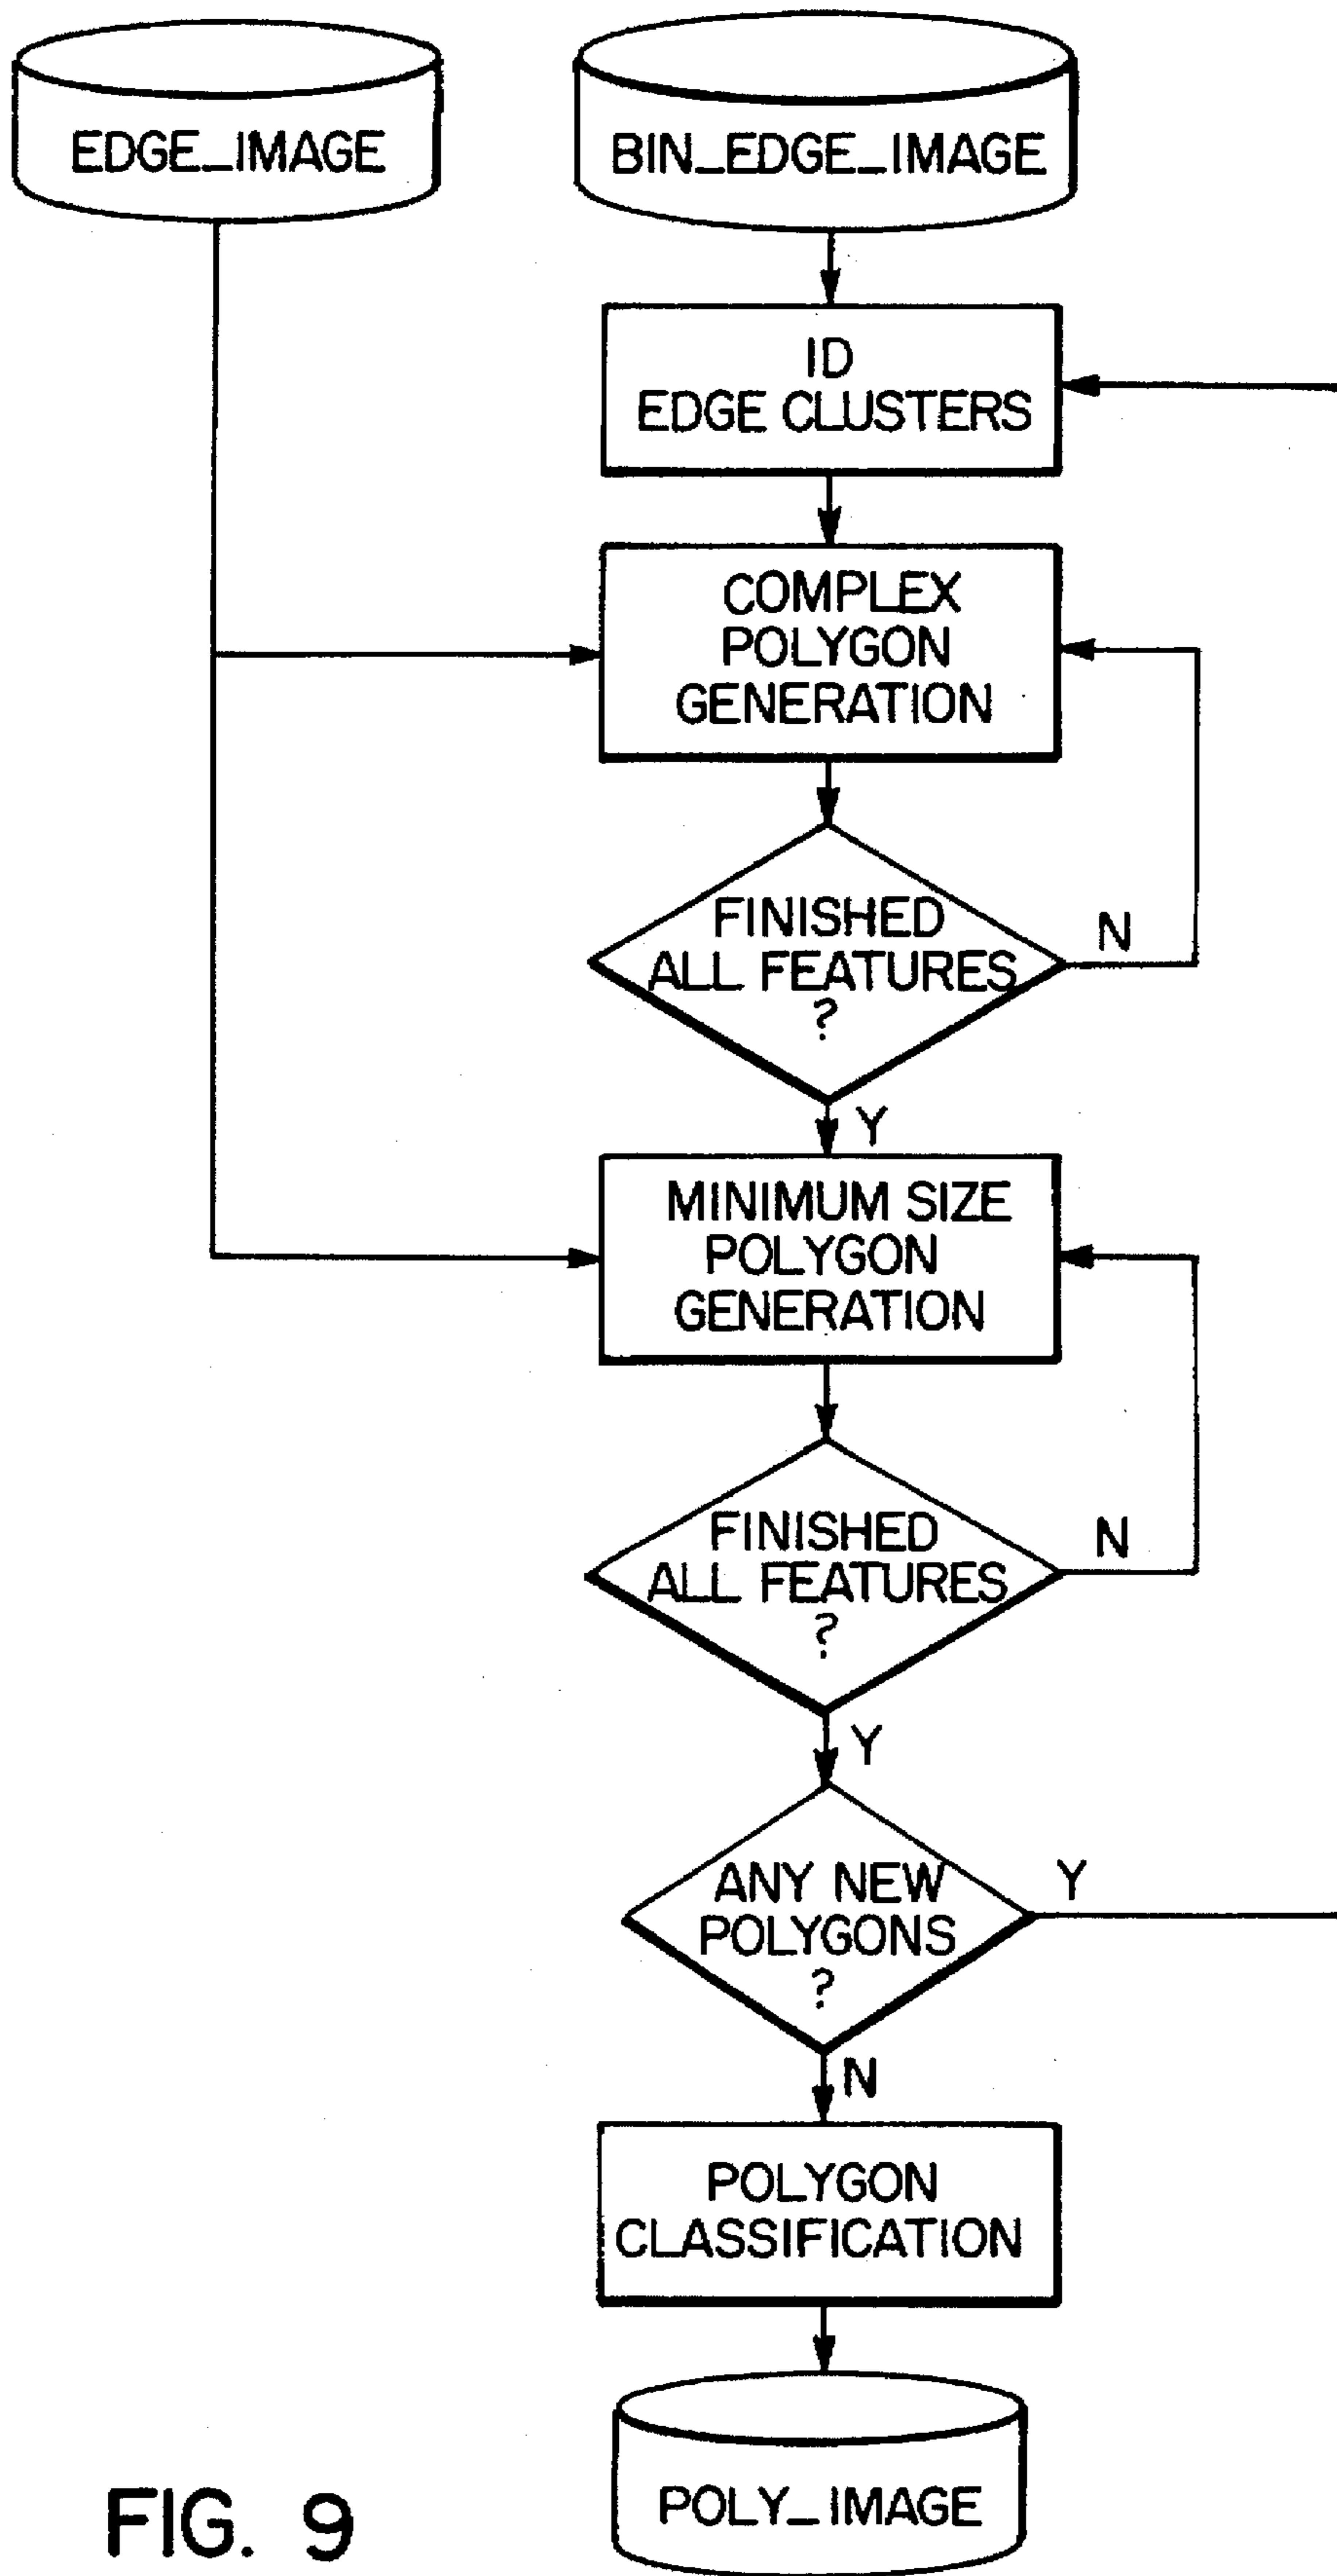 EDGE_IMAGE
BIN_EDGE_IMAGE
ID
EDGE CLUSTERS
COMPLEX
POLYGON
GENERATION
FINISHED
ALL FEATURES
?
N
Y
MINIMUM SIZE
POLYGON
GENERATION
FINISHED
ALL FEATURES
?
N
Y
ANY NEW
POLYGONS
?
Y
N
POLYGON
CLASSIFICATION
POLY_IMAGE
FIG. 9